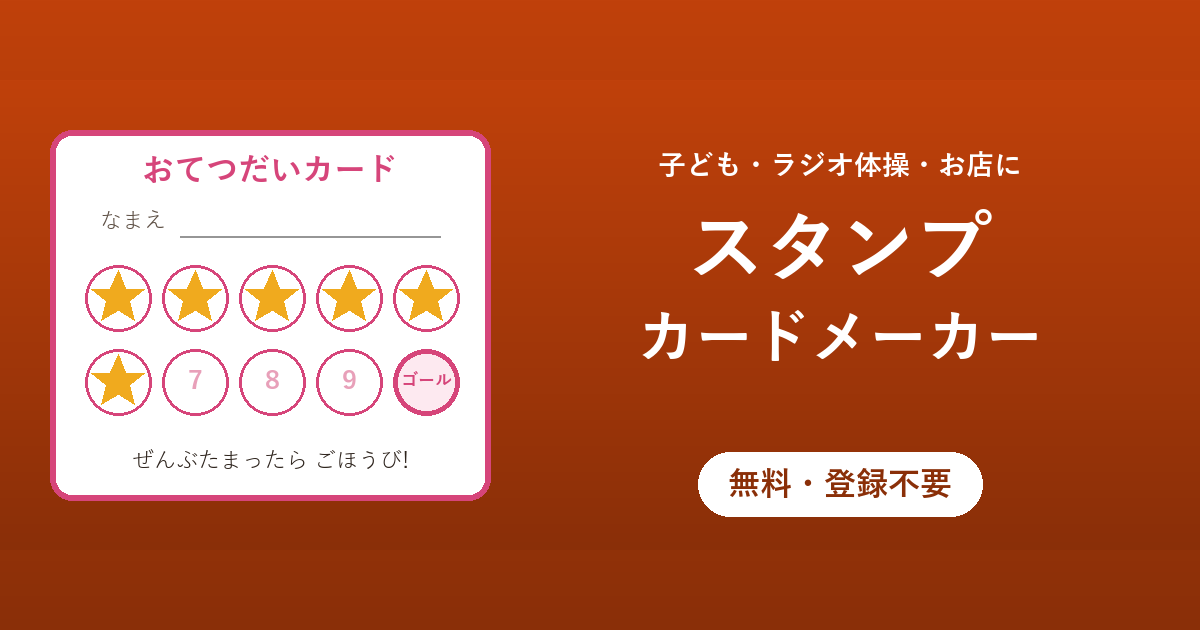 おてつだいカード
なまえ
7 8 9 ゴール
ぜんぶたまったら ごほうび!
子ども・ラジオ体操・お店に
スタンプ
カードメーカー
無料・登録不要